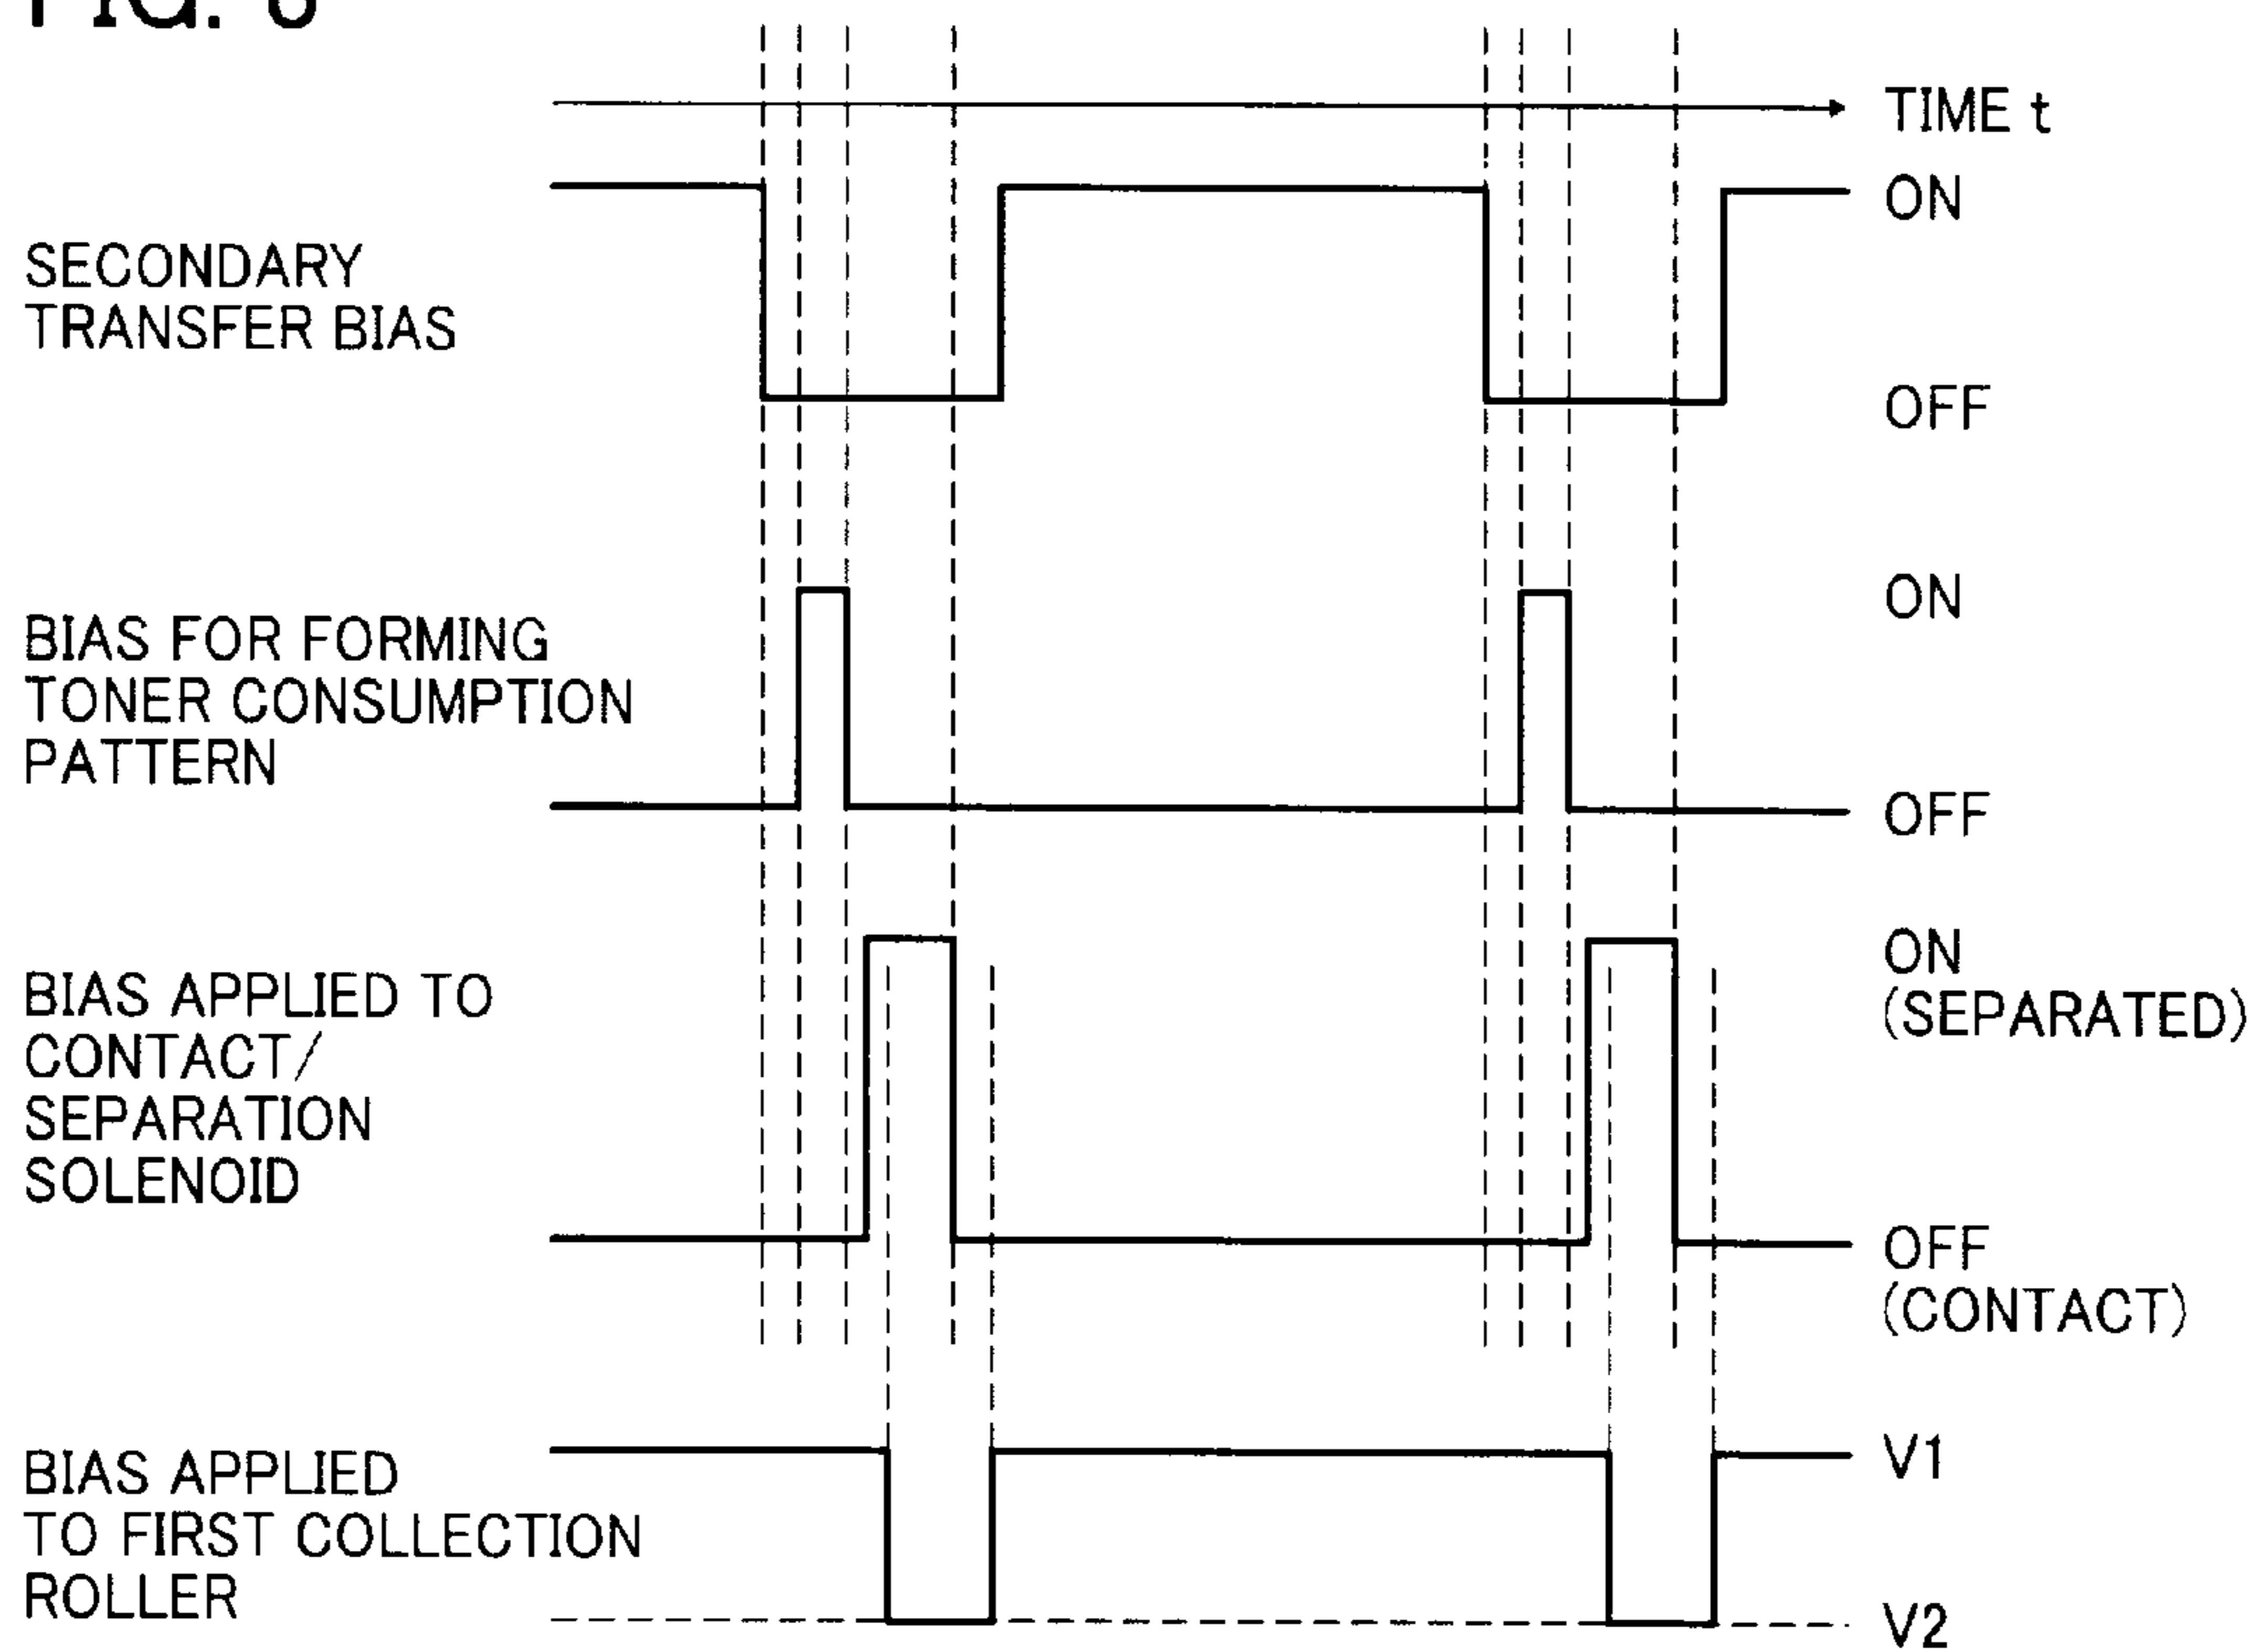 FIG.
TIME t
ON
SECONDARY
TRANSFER BIAS
OFF
ON
BIAS FOR FORMING
TONER CONSUMPTION
PATTERN
OFF
ON
(SEPARATED)
BIAS APPLIED TO
CONTACT/
SEPARATION
SOLENOID
OFF
(CONTACT)
V1
BIAS APPLIED
TO FIRST COLLECTION
ROLLER
V2